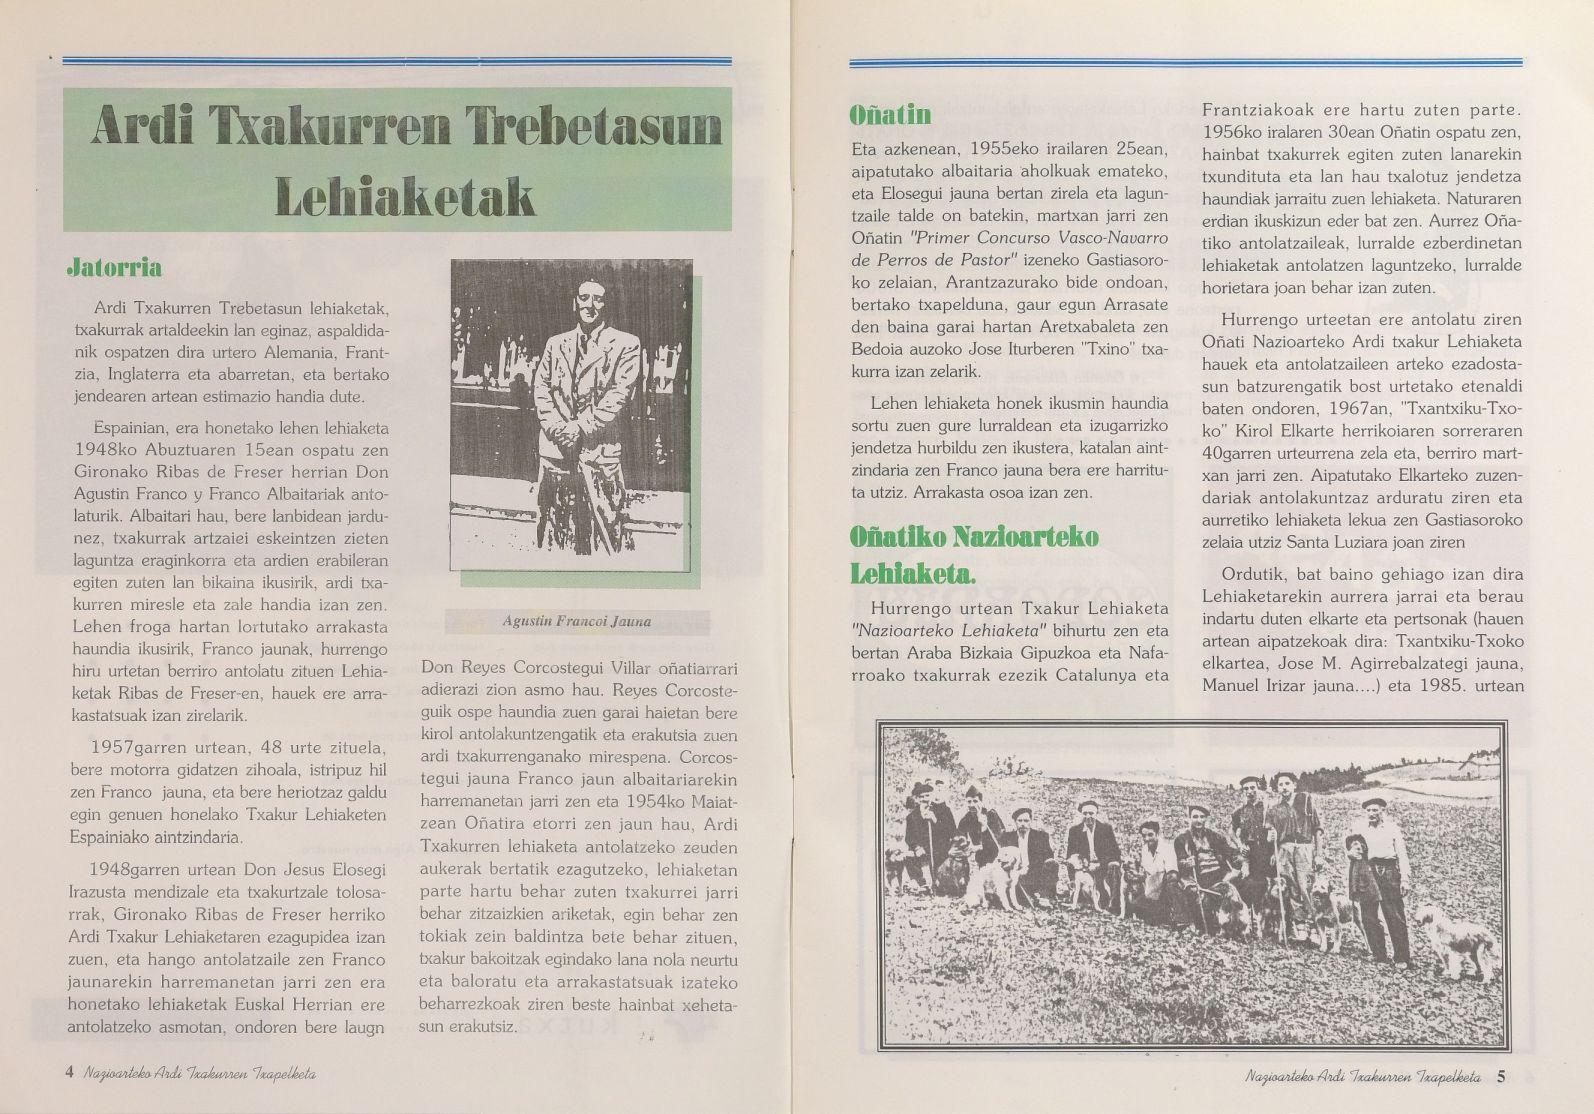 Ardi Txakurren Trebetasun
Lehiaketak
Jatorria
Ardi Txakurren Trebetasun lehiaketak,
txakurrak artaldeekin lan eginaz, aspaldida-
nik ospatzen dira urtero Alemania, Frant-
zia, Inglaterra eta abarretan, eta bertako
jendearen artean estimazio handia dute.
Espainian, era honetako lehen lehiaketa
1948ko Abuztuaren 15ean ospatu zen
Gironako Ribas de Freser herrian Don
Agustin Franco y Franco Albaitariak anto-
laturik. Albaitari hau, bere lanbidean jardu-
nez, txakurrak artzaiei eskeintzen zieten
laguntza eraginkorra eta ardien erabileran
egiten zuten lan bikaina ikusirik, ardi txa-
kurren miresle eta zale handia izan zen.
Lehen froga hartan lortutako arrakasta
haundia ikusirik, Franco jaunak, hurrengo
hiru urtetan berriro antolatu zituen Lehia-
ketak Ribas de Freser-en, hauek ere arra-
kastatsuak izan zirelarik.
1957garren urtean, 48 urte zituela,
bere motorra gidatzen zihoala, istripuz hil
zen Franco jauna, eta bere heriotzaz galdu
egin genuen honelako Txakur Lehiaketen
Espainiako aintzindaria.
1948garren urtean Don Jesus Elosegi
Irazusta mendizale eta txakurtzale tolosa-
rrak, Gironako Ribas de Freser herriko
Ardi Txakur Lehiaketaren ezagupidea izan
zuen, eta hango antolatzaile zen Franco
jaunarekin harremanetan jarri zen era
honetako lehiaketak Euskal Herrian ere
antolatzeko asmotan, ondoren bere laugn
Agustin Francoi Jauna
Don Reyes Corcostegui Villar oñatiarrari
adierazi zion asmo hau. Reyes Corcoste-
guik ospe haundia zuen garai haietan bere
kirol antolakuntzengatik eta erakutsia zuen
ardi txakurrenganako mirespena. Corcos-
tegui jauna Franco jaun albaitariarekin
harremanetan jarri zen eta 1954ko Maiat-
zean Oñatira etorri zen jaun hau, Ardi
Txakurren lehiaketa antolatzeko zeuden
aukerak bertatik ezagutzeko, lehiaketan
parte hartu behar zuten txakurrei jarri
behar zitzaizkien ariketak, egin behar zen
tokiak zein baldintza bete behar zituen,
txakur bakoitzak egindako lana nola neurtu
eta baloratu eta arrakastatsuak izateko
beharrezkoak ziren beste hainbat xeheta-
sun erakutsiz.
4 Nazioarteko Ardi Txakurren Txapelketa
Oñatin
Eta azkenean, 1955eko irailaren 25ean,
aipatutako albaitaria aholkuak emateko,
eta Elosegui jauna bertan zirela eta lagun-
tzaile talde on batekin, martxan jarri zen
Oñatin "Primer Concurso Vasco-Navarro
de Perros de Pastor" izeneko Gastiasoro-
ko zelaian, Arantzazurako bide ondoan,
bertako txapelduna, gaur egun Arrasate
den baina garai hartan Aretxabaleta zen
Bedoia auzoko Jose Iturberen "Txino" txa-
kurra izan zelarik.
Lehen lehiaketa honek ikusmin haundia
sortu zuen gure lurraldean eta izugarrizko
jendetza hurbildu zen ikustera, katalan aint-
zindaria zen Franco jauna bera ere harritu-
ta utziz. Arrakasta osoa izan zen.
Oñatiko Nazioarteko
Lehiaketa.
Hurrengo urtean Txakur Lehiaketa
"Nazioarteko Lehiaketa" bihurtu zen eta
bertan Araba Bizkaia Gipuzkoa eta Nafa-
rroako txakurrak ezezik Catalunya eta
Frantziakoak ere hartu zuten parte.
1956ko iralaren 30ean Oñatin ospatu zen,
hainbat txakurrek egiten zuten lanarekin
txundituta eta lan hau txalotuz jendetza
haundiak jarraitu zuen lehiaketa. Naturaren
erdian ikuskizun eder bat zen. Aurrez Oña-
tiko antolatzaileak, lurralde ezberdinetan
lehiaketak antolatzen laguntzeko, lurralde
horietara joan behar izan zuten.
Hurrengo urteetan ere antolatu ziren
Oñati Nazioarteko Ardi txakur Lehiaketa
hauek eta antolatzaileen arteko ezadosta-
sun batzurengatik bost urtetako etenaldi
baten ondoren, 1967an, "Txantxiku-Txo-
ko" Kirol Elkarte herrikoiaren sorreraren
40garren urteurrena zela eta, berriro mart-
xan jarri zen. Aipatutako Elkarteko zuzen-
dariak antolakuntzaz arduratu ziren eta
aurretiko lehiaketa lekua zen Gastiasoroko
zelaia utziz Santa Luziara joan ziren
Ordutik, bat baino gehiago izan dira
Lehiaketarekin aurrera jarrai eta berau
indartu duten elkarte eta pertsonak (hauen
artean aipatzekoak dira: Txantxiku-Txoko
elkartea, Jose M. Agirrebalzategi jauna,
Manuel Irizar jauna....) eta 1985. urtean
Nazioarteko Ardi Txakurren Txapelketa 5